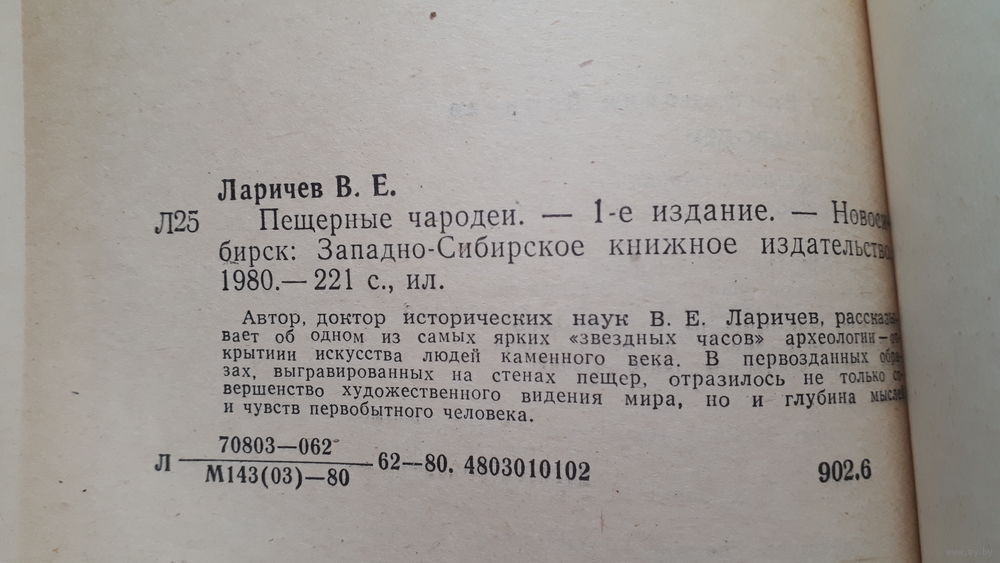 Ларичев В. Е.
Л25 Пещерные чародеи. — 1-е издание. — Новоси-
бирск: Западно-Сибирское книжное издательство,
1980.— 221 с., ил.
Автор, доктор исторических наук В. Е. Ларичев, рассказы-
вает об одном из самых ярких «звездных часов» археологии — от-
крытиии искусства людей каменного века. В первозданных обра-
зах, выгравированных на стенах пещер, отразилось не только со-
вершенство художественного видения мира, но и глубина мыслей
и чувств первобытного человека.
Л 70803—062
М143(03)—80 62—80. 4803010102 902.6